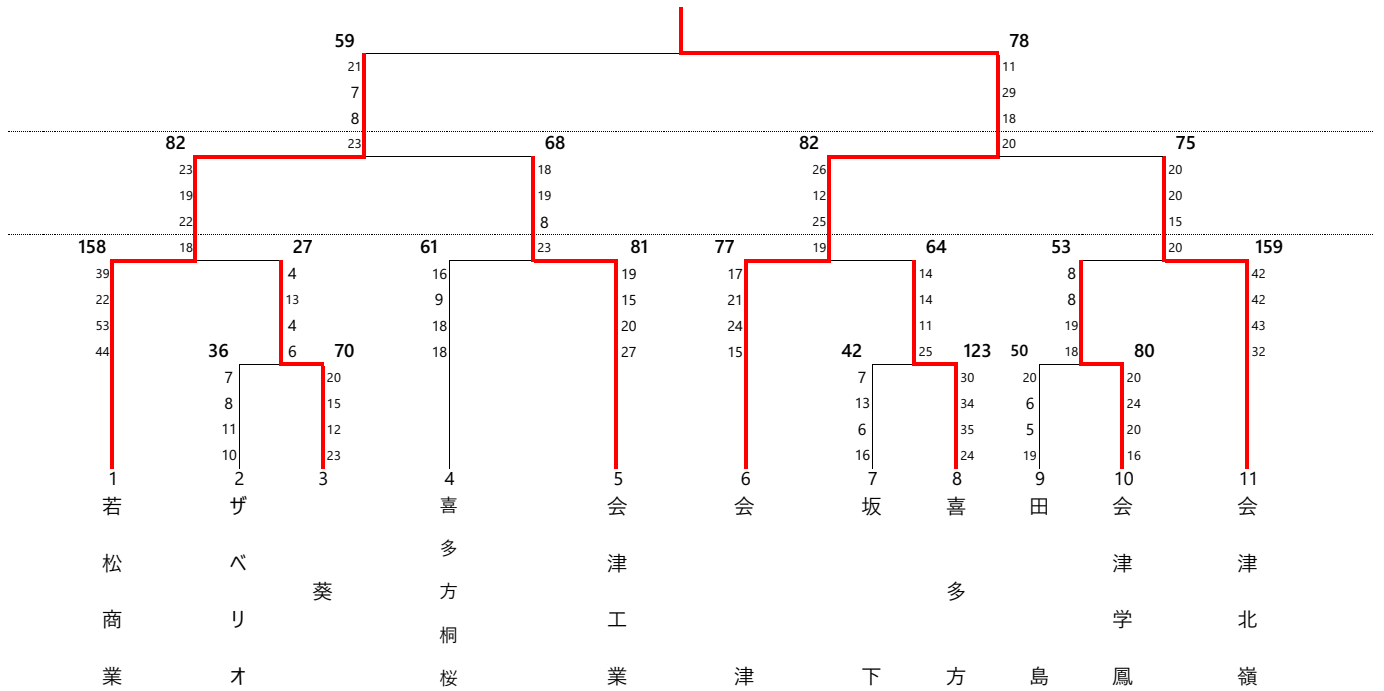 59 78
21 11
7 29
8 18
23 20
82 68 82 75
23 18 26 20
19 19 12 20
22 8 25 15
18 23 19 20
158 27 61 81 77 64 53 159
39 4 16 19 17 14 8 42
22 13 9 15 21 14 8 42
53 4 18 20 24 11 19 43
44 6 18 27 15 25 18 32
36 70 42 123 50 80
7 20 7 30 20 20
8 15 13 34 6 24
11 12 6 35 5 20
10 23 16 24 19 16
1 2 3 4 5 6 7 8 9 10 11
若松商業
ザベリオ
葵
喜多方桐桜
会津工業
会津
坂下
喜多方
田島
会津学鳳
会津北嶺